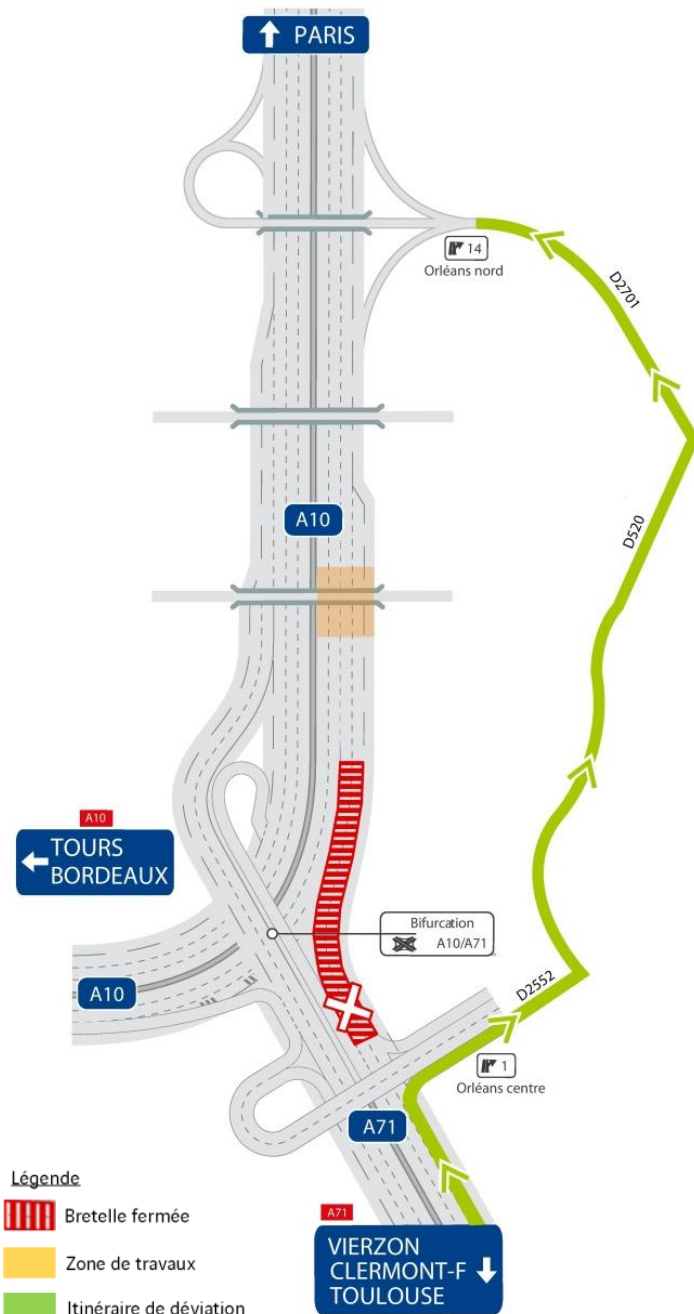 PARIS
14
Orléans nord
D2701
A10
D520
A10
TOURS
BORDEAUX
Bifurcation
A10/A71
A10
D2552
1
Orléans centre
A71
Légende
Bretelle fermée
Zone de travaux
Itinéraire de déviation
A71
VIERZON
CLERMONT-F
TOULOUSE